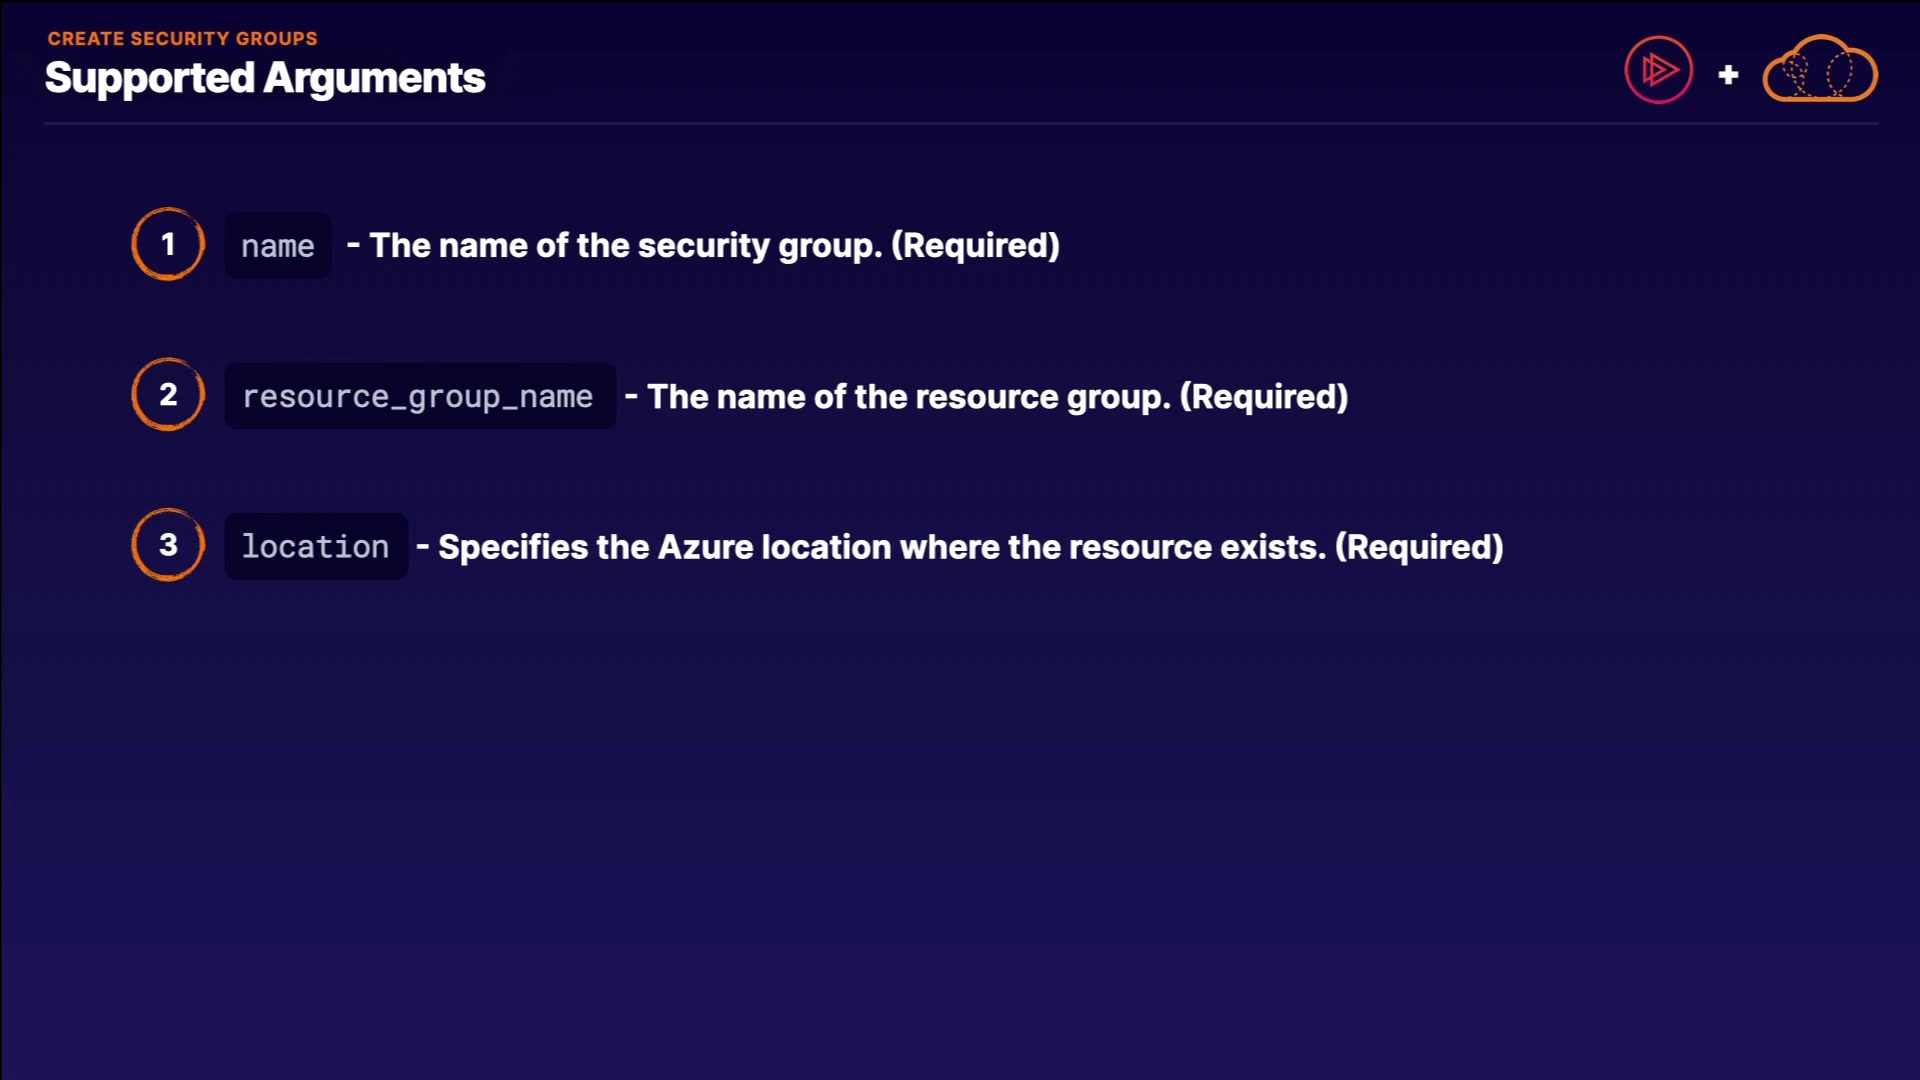 CREATE SECURITY GROUPS
Supported Arguments
+
1 name - The name of the security group. (Required)
2 resource_group_name - The name of the resource group. (Required)
3 location - Specifies the Azure location where the resource exists. (Required)